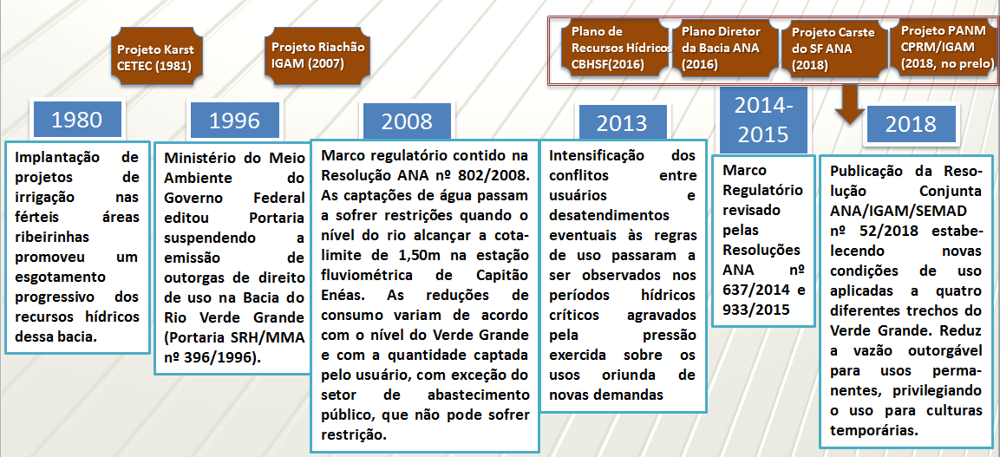 Projeto Karst
CETEC (1981)
Projeto Riachão
IGAM (2007)
Plano de
Recursos Hídricos
CBHSF(2016)
Plano Diretor
da Bacia ANA
(2016)
Projeto Carste
do SF ANA
(2018)
Projeto PANM
CPRM/IGAM
(2018, no prelo)
1980
Implantação de
projetos de
irrigação nas
férteis áreas
ribeirinhas
promoveu um
esgotamento
progressivo dos
recursos hídricos
dessa bacia.
1996
Ministério do Meio
Ambiente do
Governo Federal
editou Portaria
suspendendo a
emissão de
outorgas de direito
de uso na Bacia do
Rio Verde Grande
(Portaria SRH/MMA
nº 396/1996).
2008
Marco regulatório contido na
Resolução ANA nº 802/2008.
As captações de água passam
a sofrer restrições quando o
nível do rio alcançar a cota-
limite de 1,50m na estação
fluviométrica de Capitão
Enéas. As reduções de
consumo variam de acordo
com o nível do Verde Grande
e com a quantidade captada
pelo usuário, com exceção do
setor de abastecimento
público, que não pode sofrer
restrição.
2013
Intensificação dos
conflitos entre
usuários e
desatendimentos
eventuais às regras
de uso passaram a
ser observados nos
períodos hídricos
críticos agravados
pela pressão
exercida sobre os
usos oriunda de
novas demandas
2014-
2015
Marco
Regulatório
revisado
pelas
Resoluções
ANA nº
637/2014 e
933/2015
2018
Publicação da Reso-
lução Conjunta
ANA/IGAM/SEMAD
nº 52/2018 estabe-
lecendo novas
condições de uso
aplicadas a quatro
diferentes trechos do
Verde Grande. Reduz
a vazão outorgável
para usos perma-
nentes, privilegiando
o uso para culturas
temporárias.